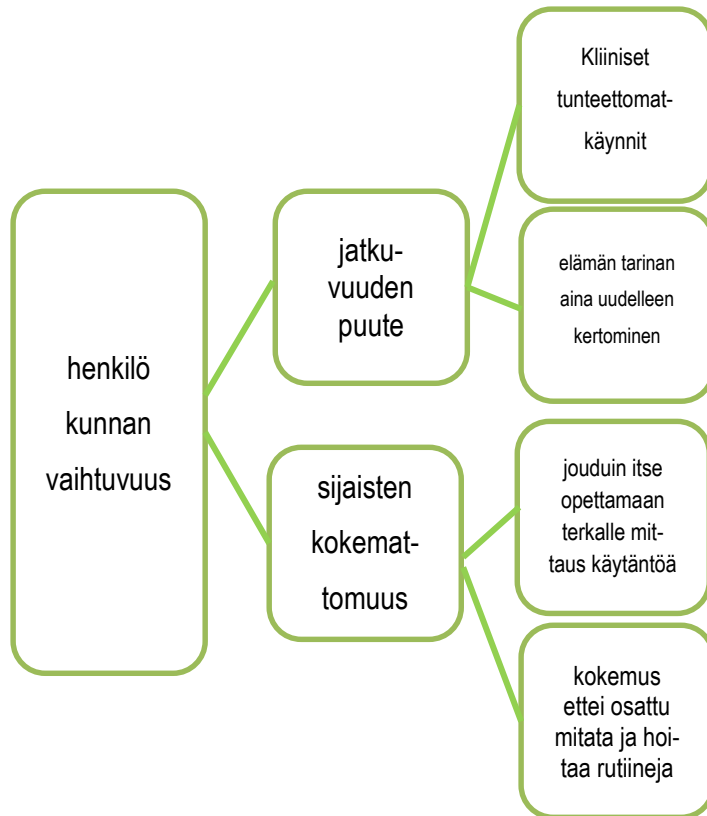 henkilö
kunnan
vaihtuvuus
jatku-
vuuden
puute
Kliiniset
tunteettomat-
käynnit
elämän tarinan
aina uudelleen
kertominen
sijaisten
kokemat-
tomuus
jouduin itse
opettamaan
terkalle mit-
taus käytäntöä
kokemus
ettei osattu
mitata ja hoi-
taa rutiineja